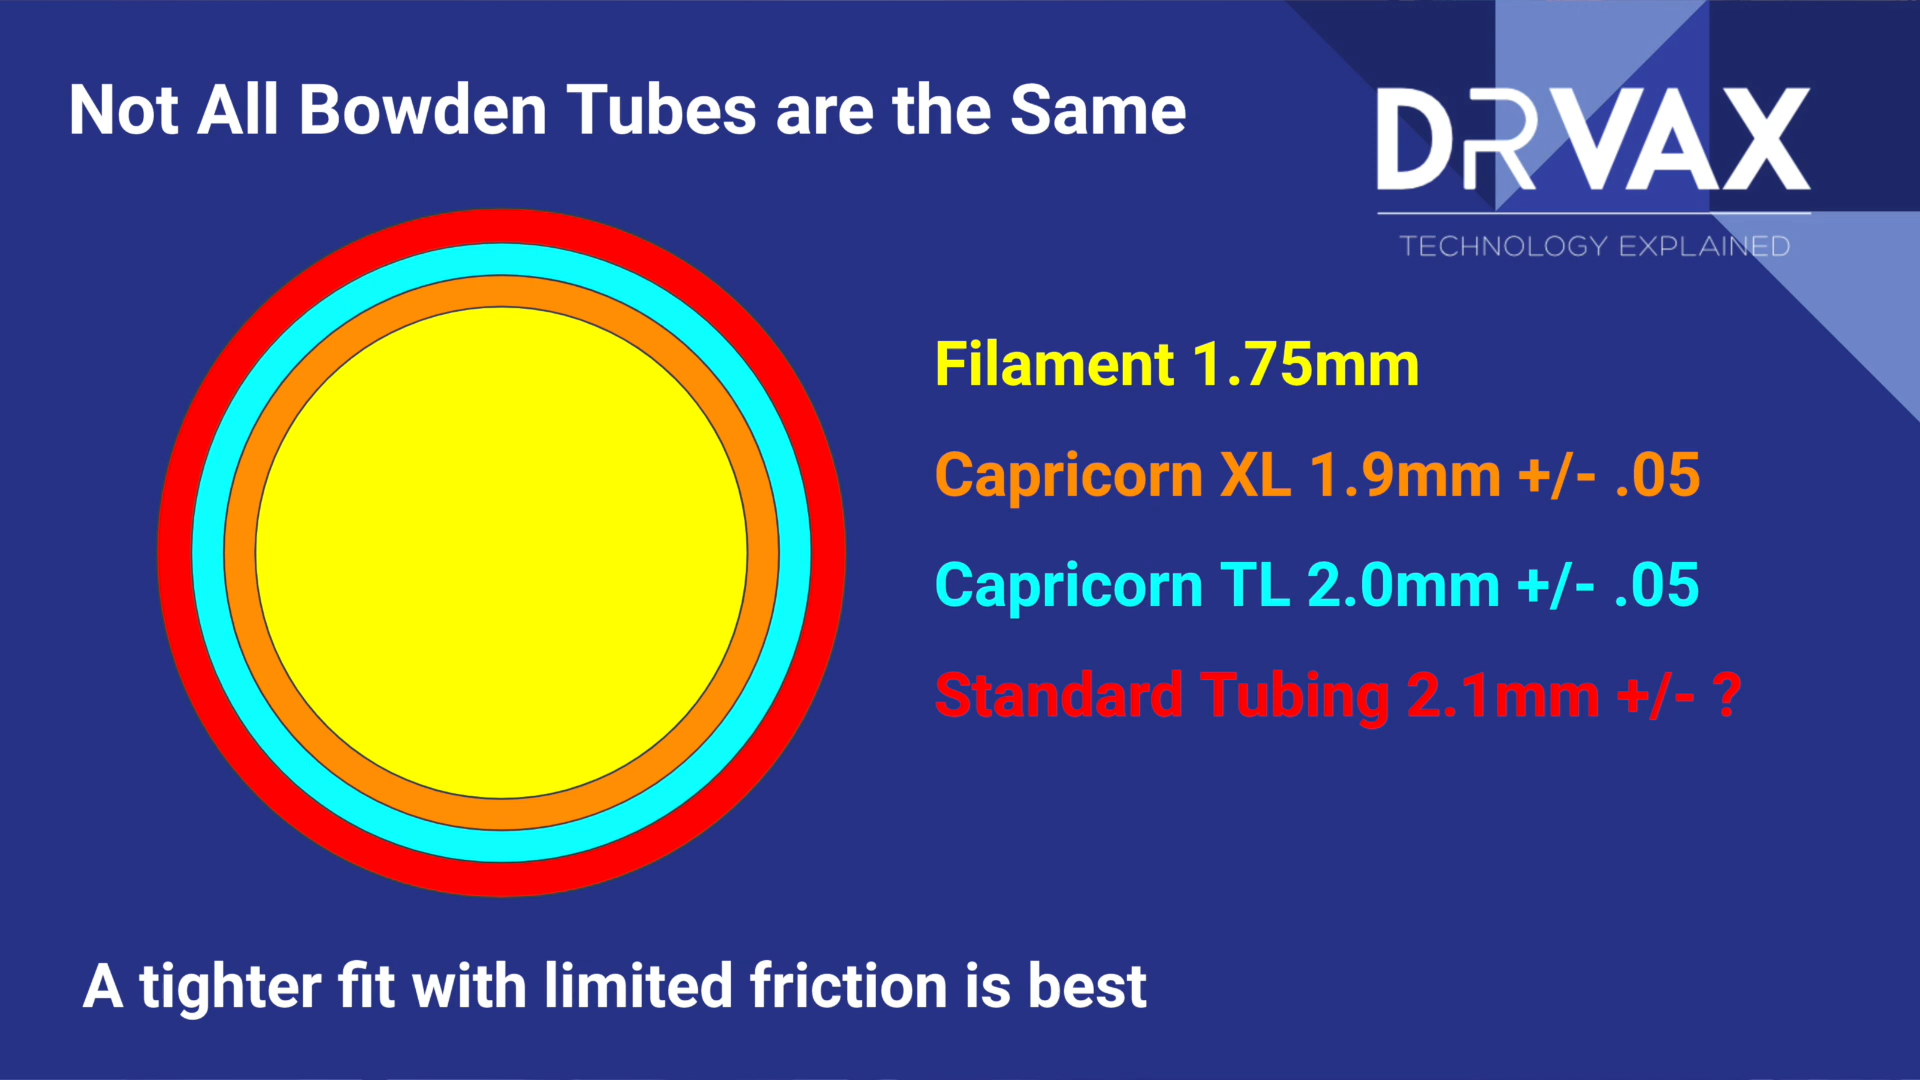 Not All Bowden Tubes are the Same
DRVAX
TECHNOLOGY EXPLAINED
Filament 1.75mm
Capricorn XL 1.9mm +/- .05
Capricorn TL 2.0mm +/- .05
Standard Tubing 2.1mm +/- ?
A tighter fit with limited friction is best